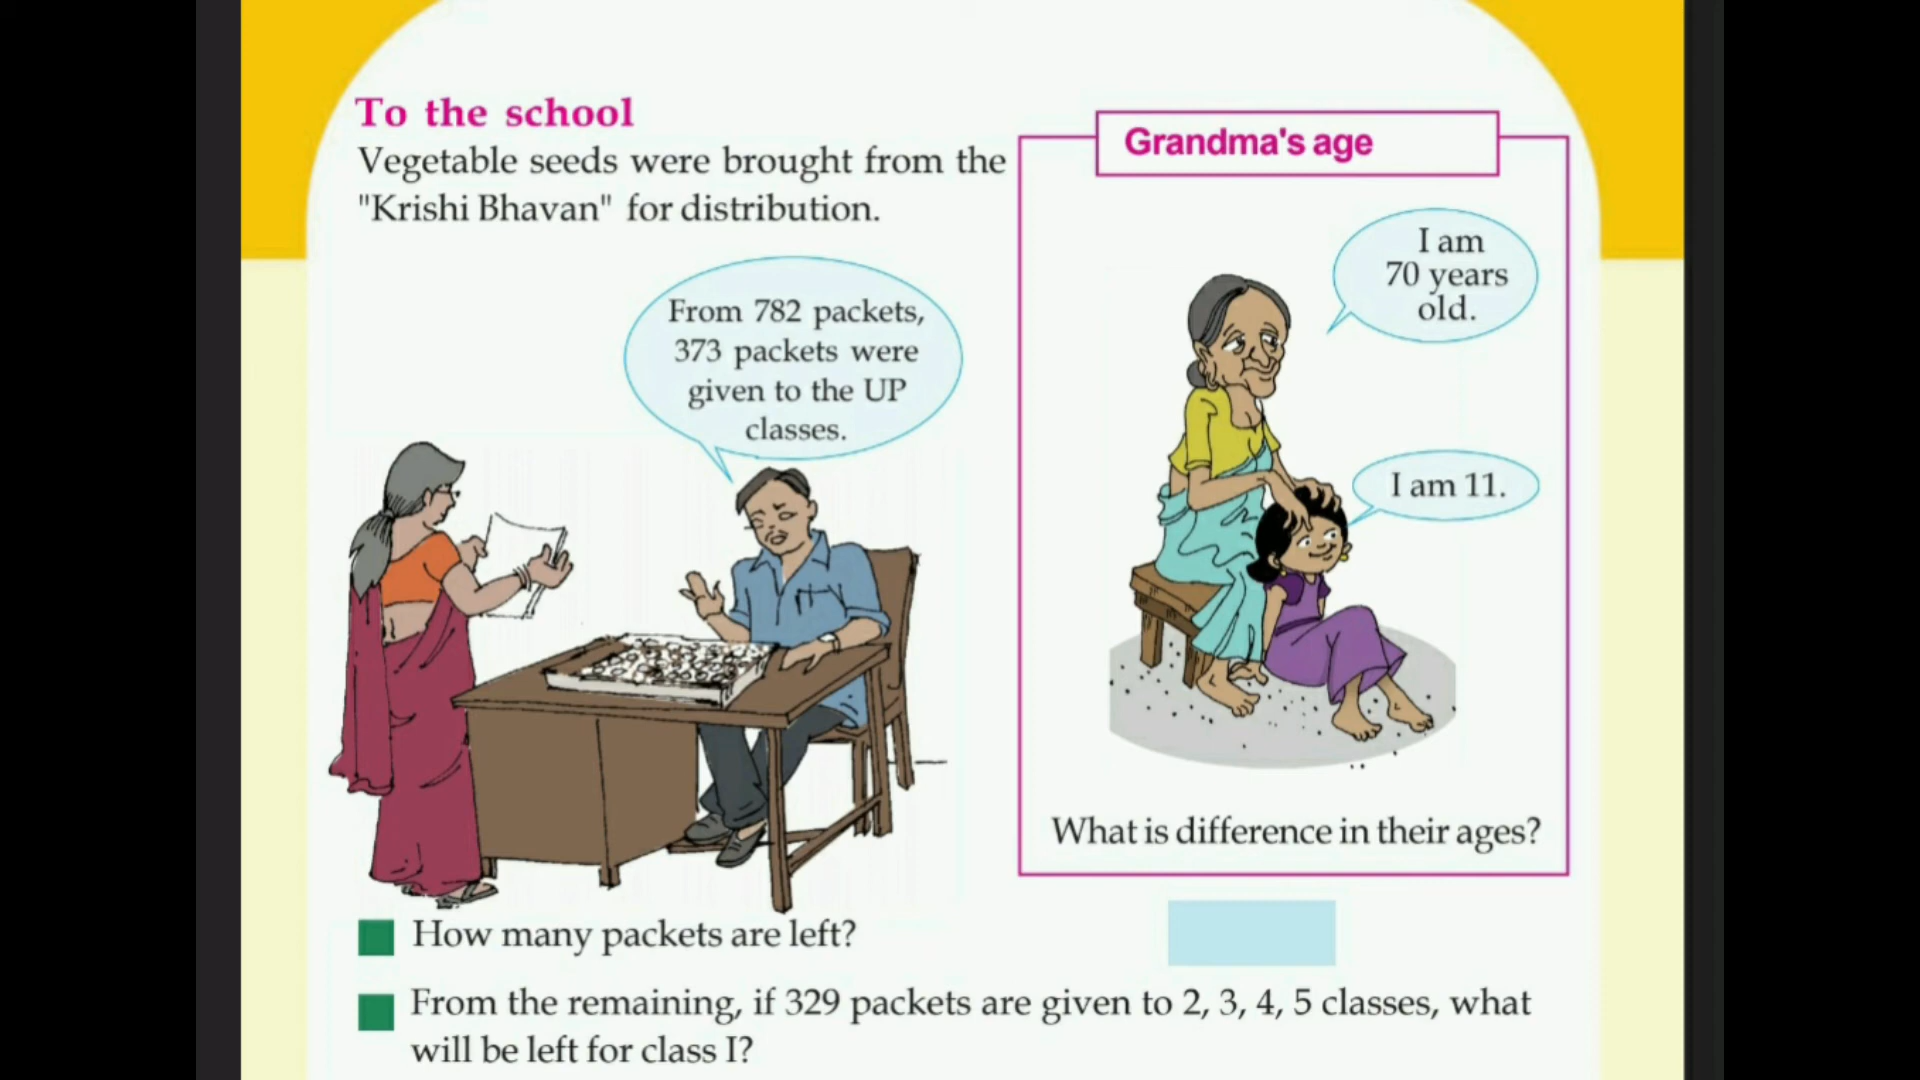 To the school
Vegetable seeds were brought from the
"Krishi Bhavan" for distribution.
From 782 packets,
373 packets were
given to the UP
classes.
Grandma's age
I am
70 years
old.
I am 11.
What is difference in their ages?
How many packets are left?
From the remaining, if 329 packets are given to 2, 3, 4, 5 classes, what
will be left for class I?